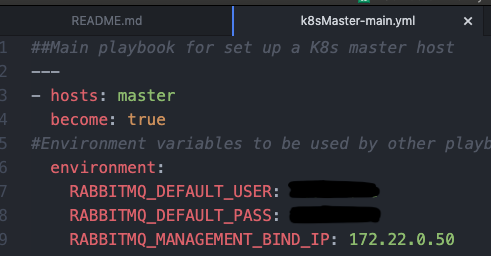 README.md k8sMaster-main.yml ×
1 ##Main playbook for set up a K8s master host
2 ---
3 - hosts: master
4 become: true
5 #Environment variables to be used by other playb
6 environment:
7 RABBITMQ_DEFAULT_USER:
8 RABBITMQ_DEFAULT_PASS:
9 RABBITMQ_MANAGEMENT_BIND_IP: 172.22.0.50